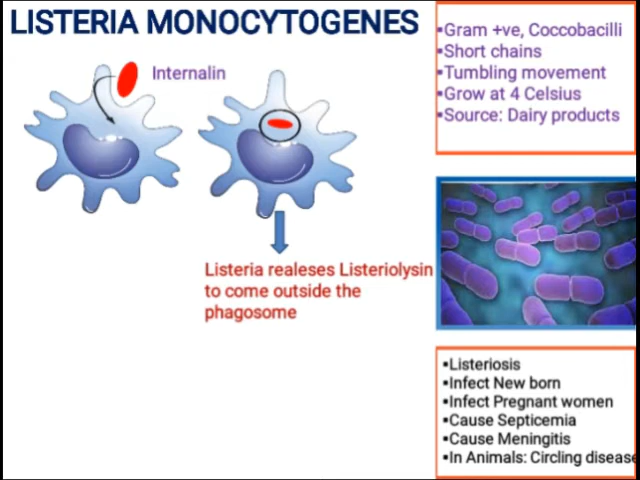 LISTERIA MONOCYTOGENES
Internalin
Listeria realeses Listeriolysin
to come outside the
phagosome
▪Gram +ve, Coccobacilli
▪Short chains
▪Tumbling movement
▪Grow at 4 Celsius
▪Source: Dairy products
▪Listeriosis
▪Infect New born
▪Infect Pregnant women
▪Cause Septicemia
▪Cause Meningitis
▪In Animals: Circling disease